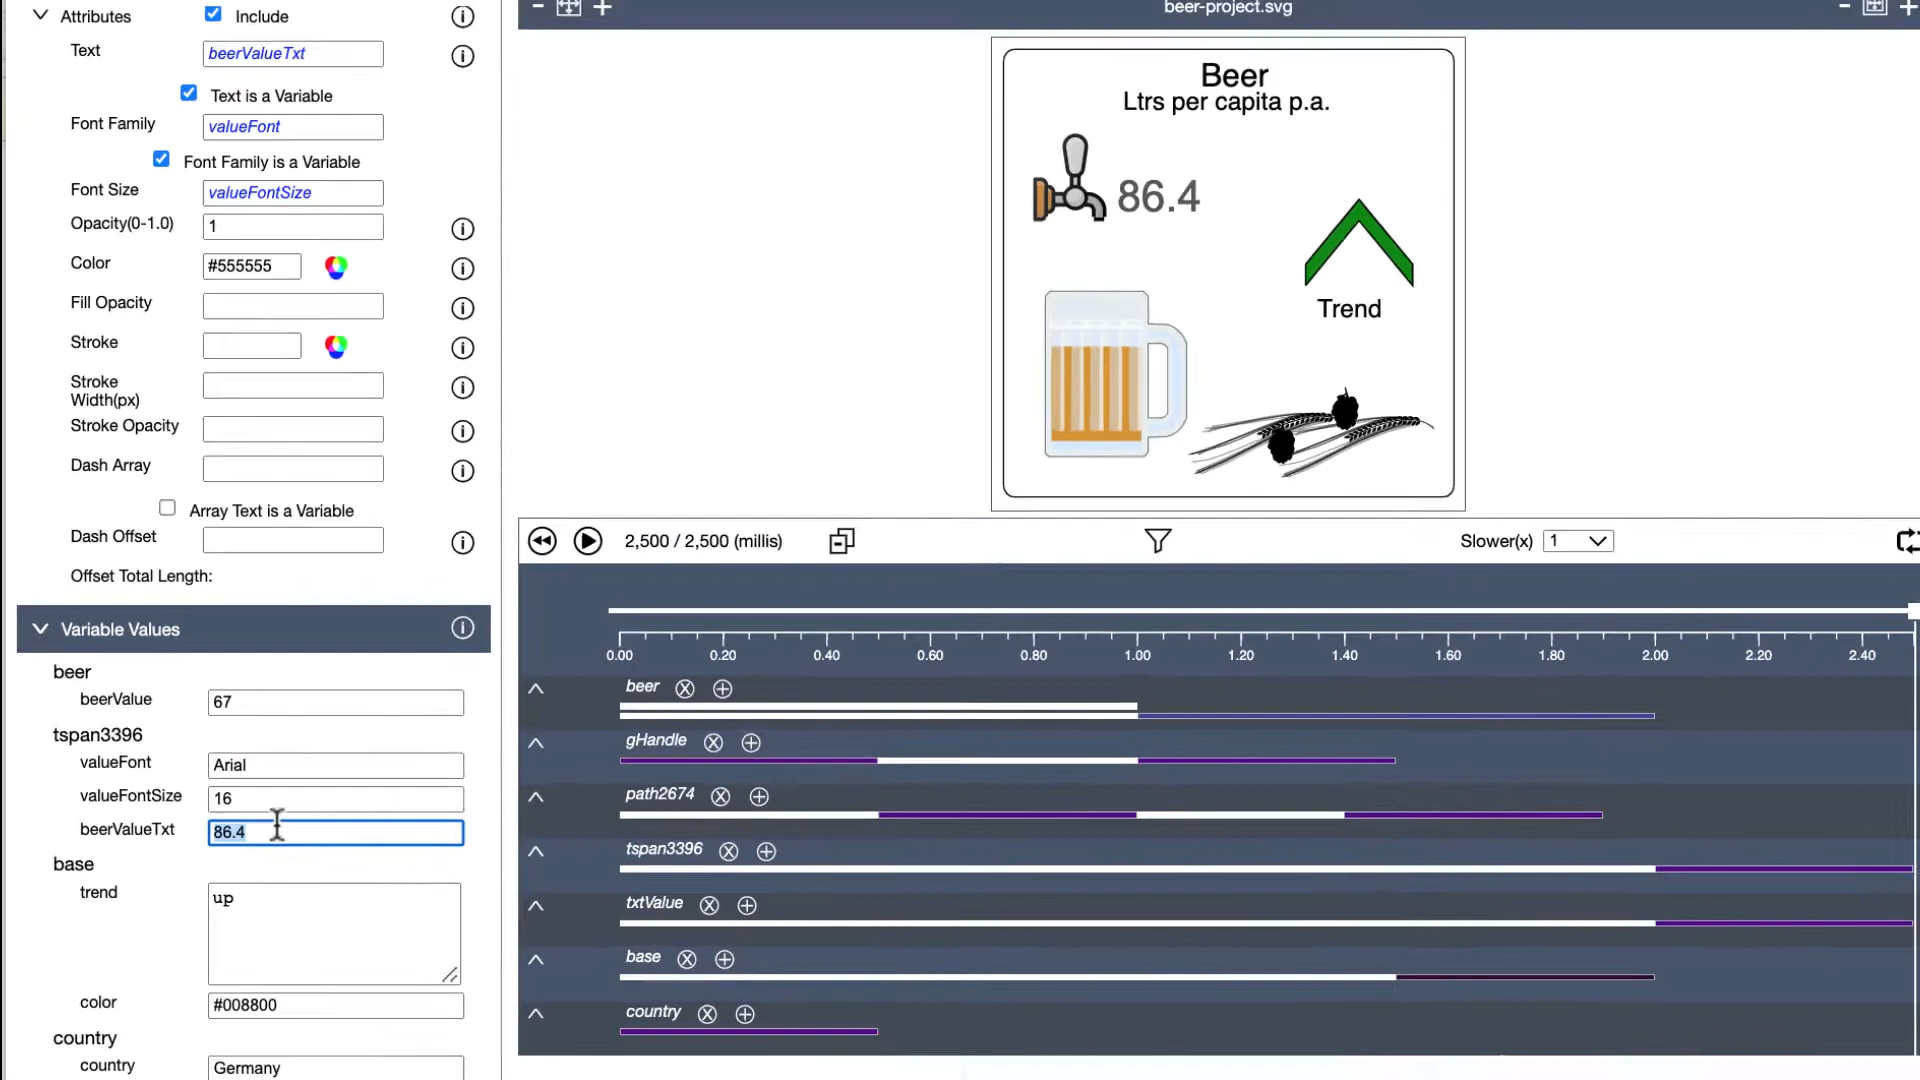 Attributes
Include
Text
beerValueTxt
Text is a Variable
Font Family
valueFont
Font Family is a Variable
Font Size
valueFontSize
Opacity(0-1.0)
1
Color
#555555
Fill Opacity
Stroke
Stroke
Width(px)
Stroke Opacity
Dash Array
Array Text is a Variable
Dash Offset
Offset Total Length:
Variable Values
beer
beerValue
67
tspan3396
valueFont
Arial
valueFontSize
16
beerValueTxt
86.4
base
trend
up
color
#008800
country
country
Germany
beer-project.svg
Beer
Ltrs per capita p.a.
86.4
Trend
2,500 / 2,500 (millis)
Slower(x)
1
0.00 0.20 0.40 0.60 0.80 1.00 1.20 1.40 1.60 1.80 2.00 2.20 2.40
beer
gHandle
path2674
tspan3396
txtValue
base
country